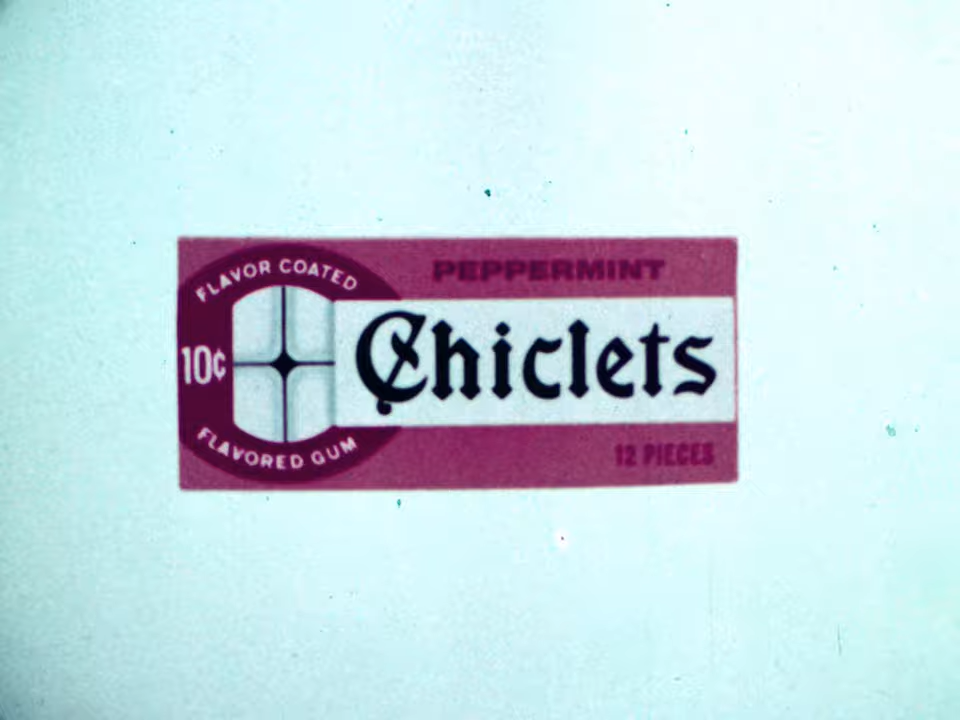 FLAVOR COATED
PEPPERMINT
10¢
Chiclets
FLAVORED GUM
12 PIECES